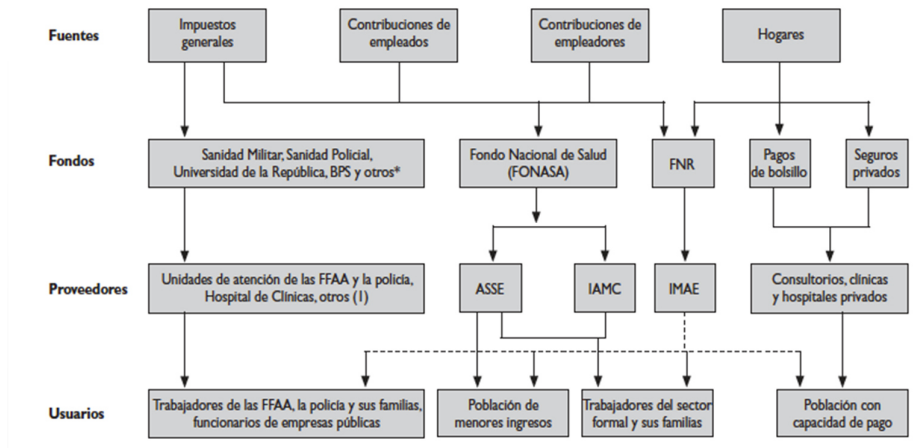 Fuentes
Impuestos
generales
Contribuciones de
empleados
Contribuciones de
empleadores
Hogares
Fondos
Sanidad Militar, Sanidad Policial,
Universidad de la República, BPS y otros*
Fondo Nacional de Salud
(FONASA)
FNR
Pagos
de bolsillo
Seguros
privados
Proveedores
Unidades de atención de las FFAA y la policía,
Hospital de Clínicas, otros (1)
ASSE
IAMC
IMAE
Consultorios, clínicas
y hospitales privados
Usuarios
Trabajadores de las FFAA, la policía y sus familias,
funcionarios de empresas públicas
Población de
menores ingresos
Trabajadores del sector
formal y sus familias
Población con
capacidad de pago